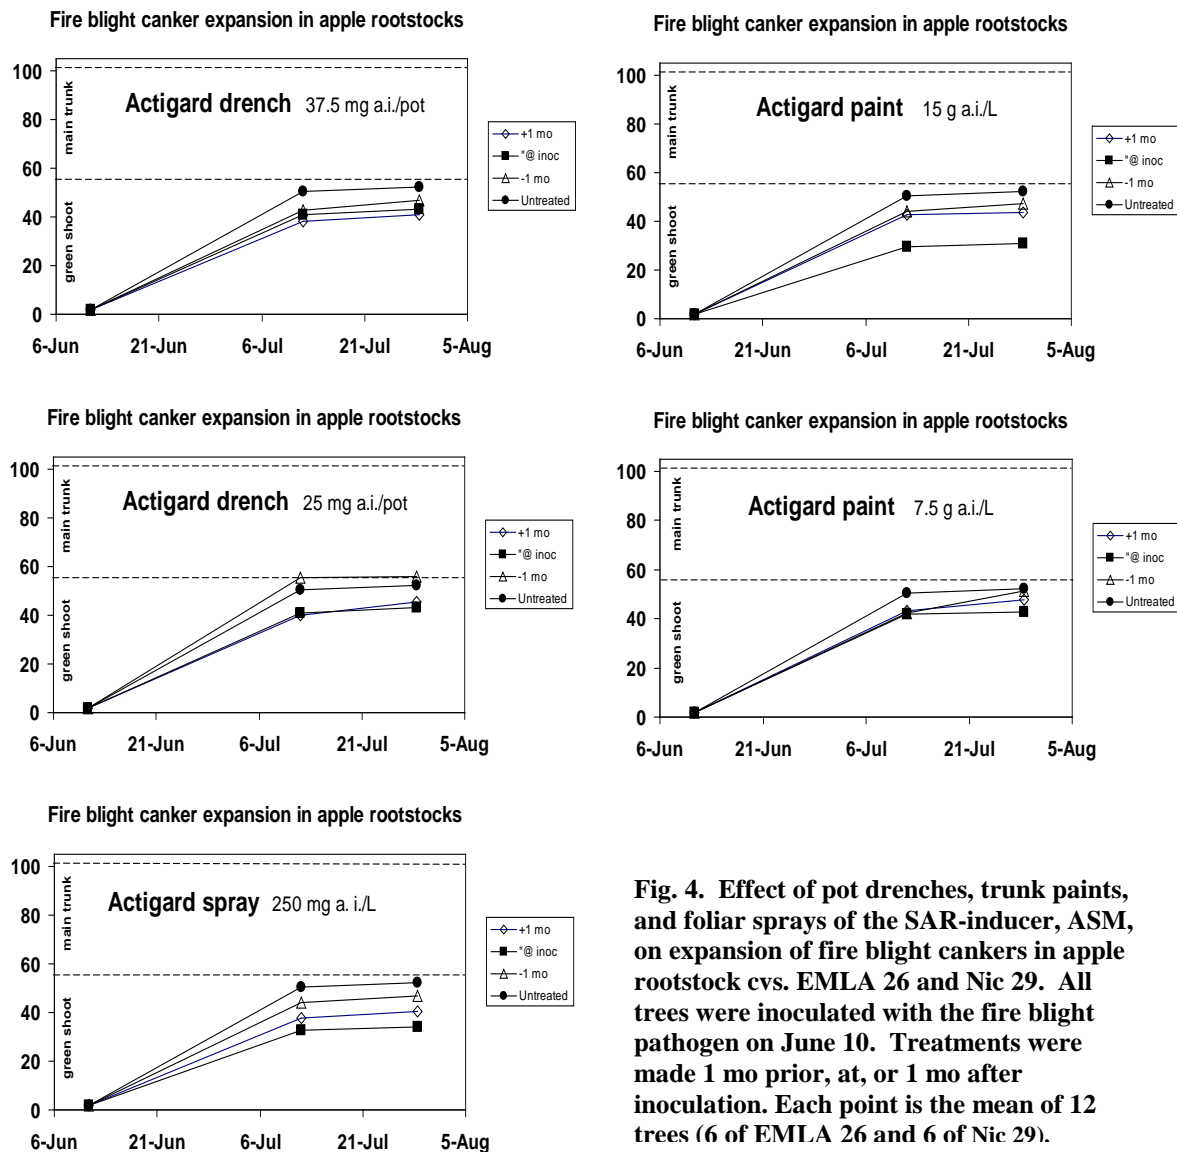 Fire blight canker expansion in apple rootstocks
100
80
60
40
20
0
main trunk
green shoot
Actigard drench 37.5 mg a.i./pot
6-Jun 21-Jun 6-Jul 21-Jul 5-Aug
+1 mo
"@ inoc
-1 mo
Untreated
Fire blight canker expansion in apple rootstocks
100
80
60
40
20
0
main trunk
green shoot
Actigard paint 15 g a.i./L
6-Jun 21-Jun 6-Jul 21-Jul 5-Aug
+1 mo
"@ inoc
-1 mo
Untreated
Fire blight canker expansion in apple rootstocks
100
80
60
40
20
0
main trunk
green shoot
Actigard drench 25 mg a.i./pot
6-Jun 21-Jun 6-Jul 21-Jul 5-Aug
+1 mo
"@ inoc
-1 mo
Untreated
Fire blight canker expansion in apple rootstocks
100
80
60
40
20
0
main trunk
green shoot
Actigard paint 7.5 g a.i./L
6-Jun 21-Jun 6-Jul 21-Jul 5-Aug
+1 mo
"@ inoc
-1 mo
Untreated
Fire blight canker expansion in apple rootstocks
100
80
60
40
20
0
main trunk
green shoot
Actigard spray 250 mg a. i./L
6-Jun 21-Jun 6-Jul 21-Jul 5-Aug
+1 mo
"@ inoc
-1 mo
Untreated
Fig. 4. Effect of pot drenches, trunk paints,
and foliar sprays of the SAR-inducer, ASM,
on expansion of fire blight cankers in apple
rootstock cvs. EMLA 26 and Nic 29. All
trees were inoculated with the fire blight
pathogen on June 10. Treatments were
made 1 mo prior, at, or 1 mo after
inoculation. Each point is the mean of 12
trees (6 of EMLA 26 and 6 of Nic 29).